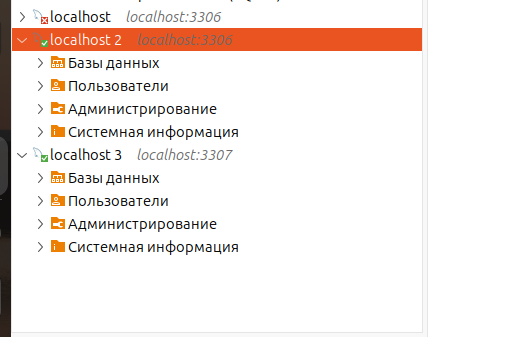 localhost localhost:3306
localhost 2 localhost:3306
Базы данных
Пользователи
Администрирование
Системная информация
localhost 3 localhost:3307
Базы данных
Пользователи
Администрирование
Системная информация